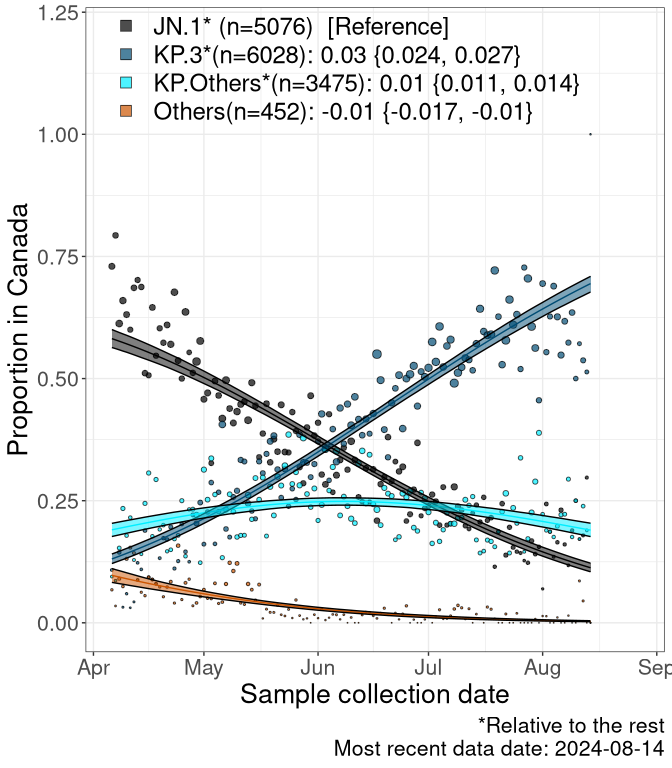 JN.1* (n=5076)  [Reference]
KP.3*(n=6028): 0.03 {0.024, 0.027}
KP.Others*(n=3475): 0.01 {0.011, 0.014}
Others(n=452): -0.01 {-0.017, -0.01}
Proportion in Canada
1.25
1.00
0.75
0.50
0.25
0.00
Apr May Jun Jul Aug Sep
Sample collection date
*Relative to the rest
Most recent data date: 2024-08-14